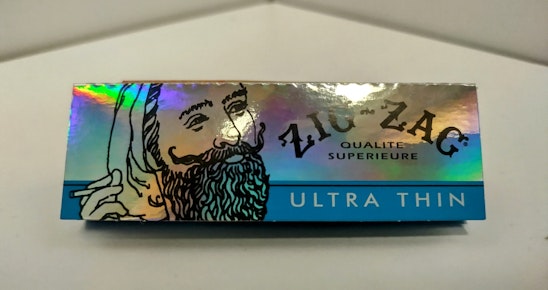 ZIG-ZAG
QUALITE
SUPERIEURE
ULTRA THIN